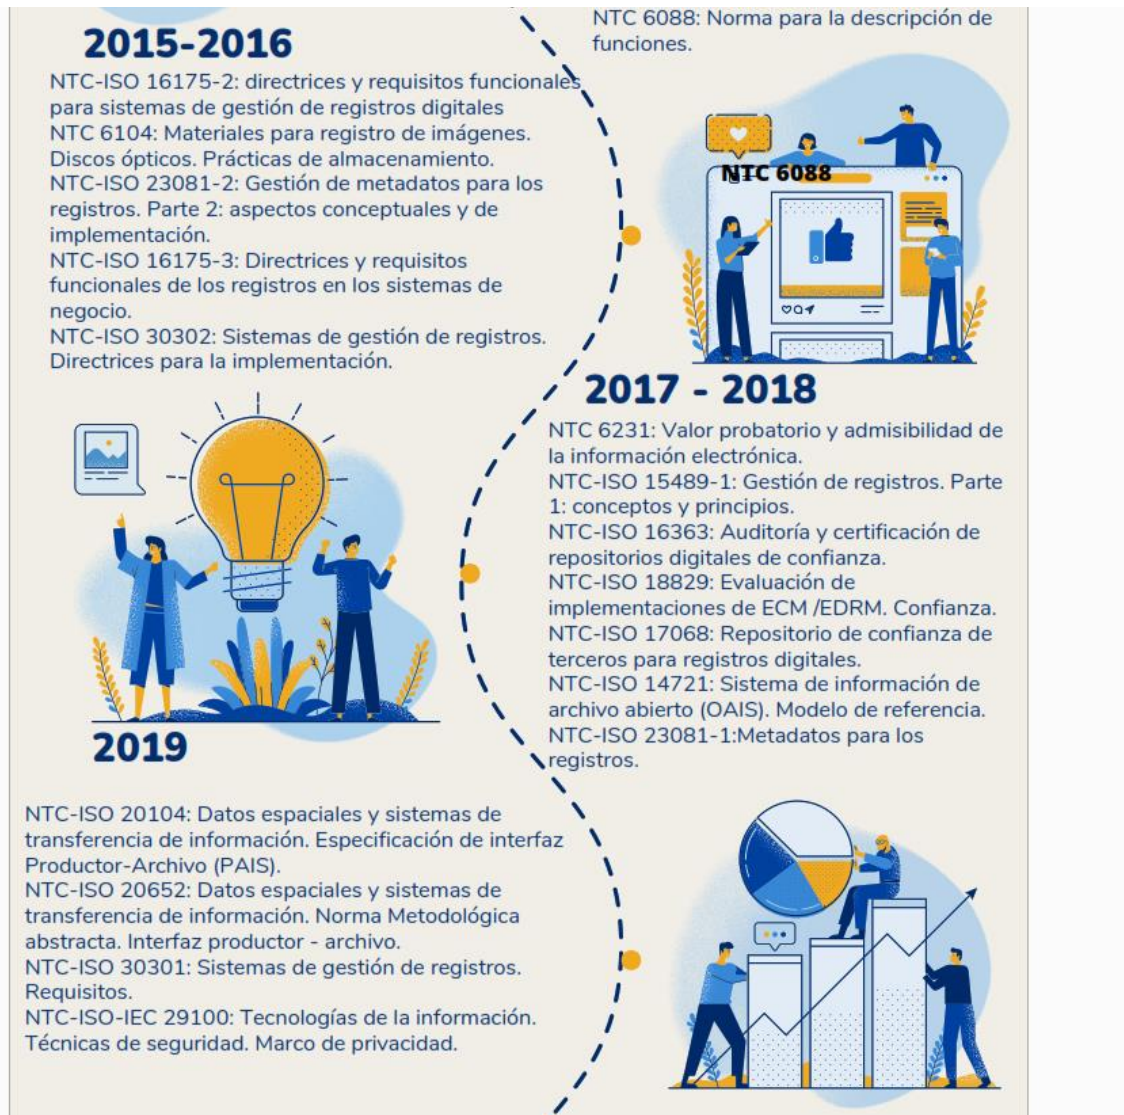 NTC 6088: Norma para la descripción de
funciones.
2015-2016
NTC-ISO 16175-2: directrices y requisitos funcionales
para sistemas de gestión de registros digitales
NTC 6104: Materiales para registro de imágenes.
Discos ópticos. Prácticas de almacenamiento.
NTC-ISO 23081-2: Gestión de metadatos para los
registros. Parte 2: aspectos conceptuales y de
implementación.
NTC-ISO 16175-3: Directrices y requisitos
funcionales de los registros en los sistemas de
negocio.
NTC-ISO 30302: Sistemas de gestión de registros.
Directrices para la implementación.
NTC 6088
2017 - 2018
NTC 6231: Valor probatorio y admisibilidad de
la información electrónica.
NTC-ISO 15489-1: Gestión de registros. Parte
1: conceptos y principios.
NTC-ISO 16363: Auditoría y certificación de
repositorios digitales de confianza.
NTC-ISO 18829: Evaluación de
implementaciones de ECM /EDRM. Confianza.
NTC-ISO 17068: Repositorio de confianza de
terceros para registros digitales.
NTC-ISO 14721: Sistema de información de
archivo abierto (OAIS). Modelo de referencia.
NTC-ISO 23081-1:Metadatos para los
registros.
2019
NTC-ISO 20104: Datos espaciales y sistemas de
transferencia de información. Especificación de interfaz
Productor-Archivo (PAIS).
NTC-ISO 20652: Datos espaciales y sistemas de
transferencia de información. Norma Metodológica
abstracta. Interfaz productor - archivo.
NTC-ISO 30301: Sistemas de gestión de registros.
Requisitos.
NTC-ISO-IEC 29100: Tecnologías de la información.
Técnicas de seguridad. Marco de privacidad.